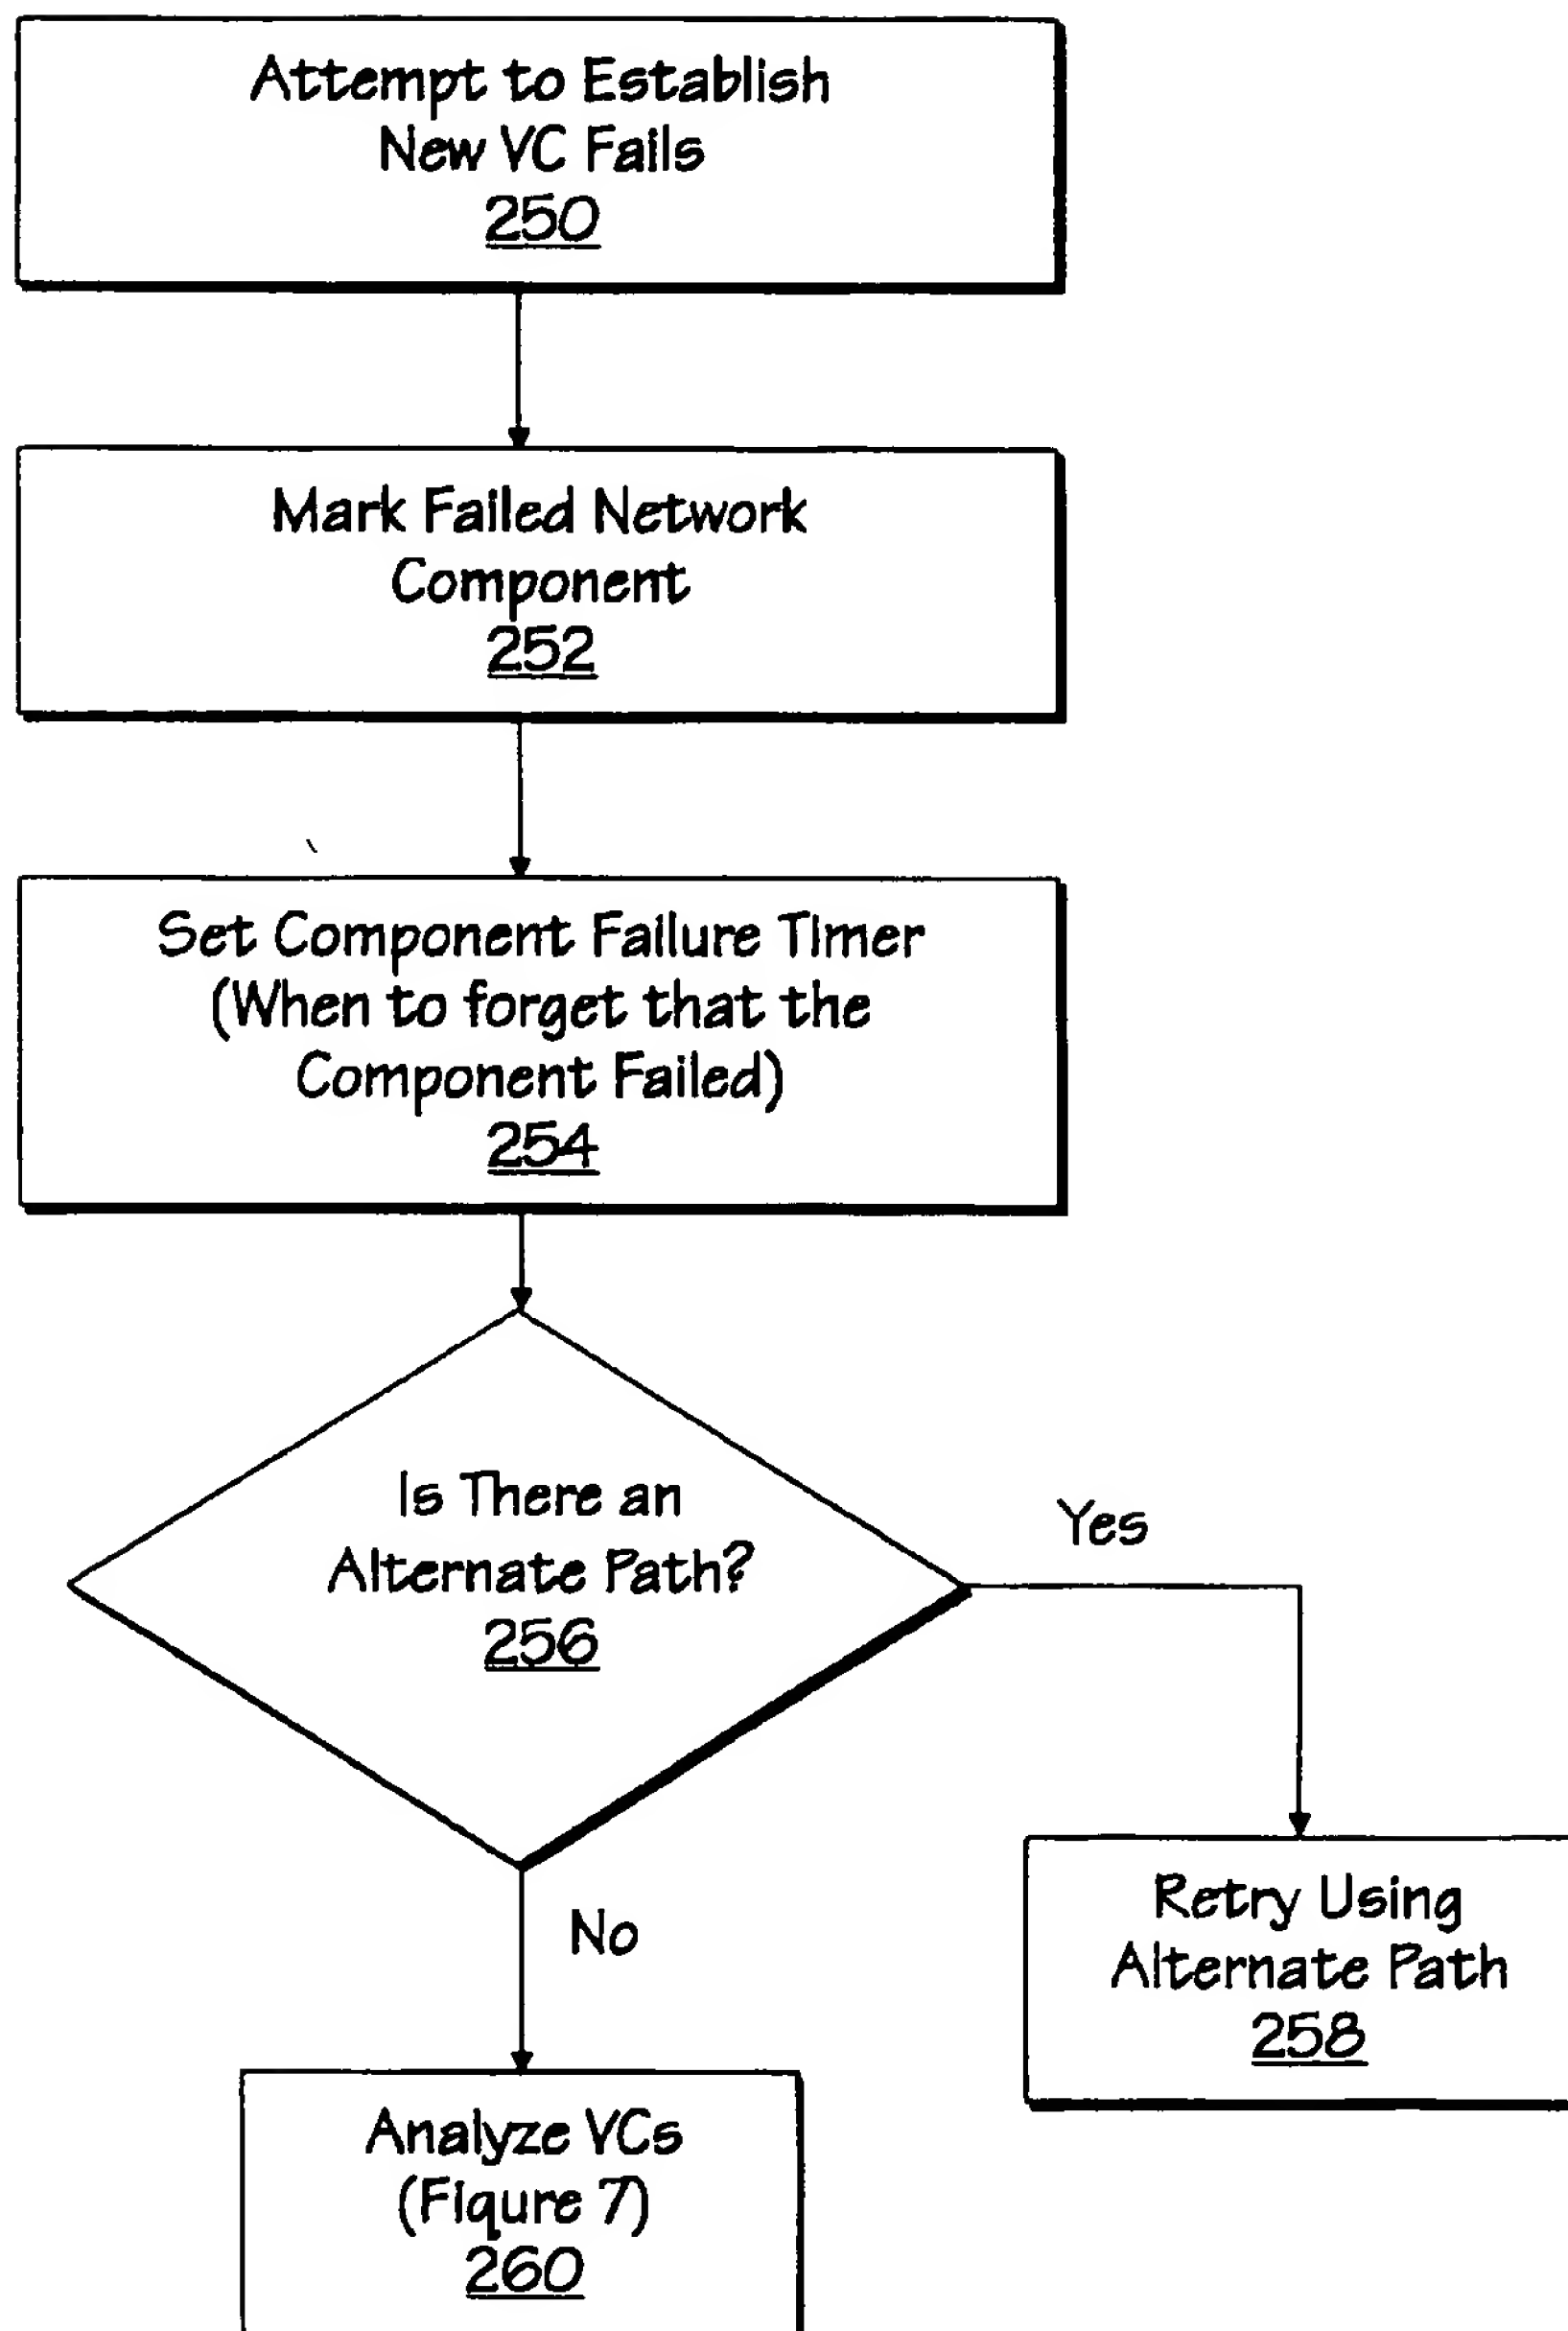 Attempt to Establish
New VC Fails
250
Mark Failed Network
Component
252
Set Component Failure Timer
(When to forget that the
Component Failed)
254
Is There an
Alternate Path?
256
Yes
No
Retry Using
Alternate Path
258
Analyze VCs
(Figure 7)
260